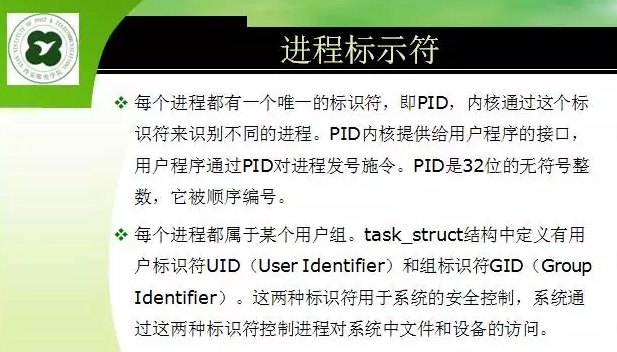 进程标示符
每个进程都有一个唯一的标识符，即PID，内核通过这个标
识符来识别不同的进程。PID内核提供给用户程序的接口，
用户程序通过PID对进程发号施令。PID是32位的无符号整
数，它被顺序编号。
每个进程都属于某个用户组。task_struct结构中定义有用
户标识符UID（User Identifier）和组标识符GID（Group
Identifier）。这两种标识符用于系统的安全控制，系统通
过这两种标识符控制进程对系统中文件和设备的访问。